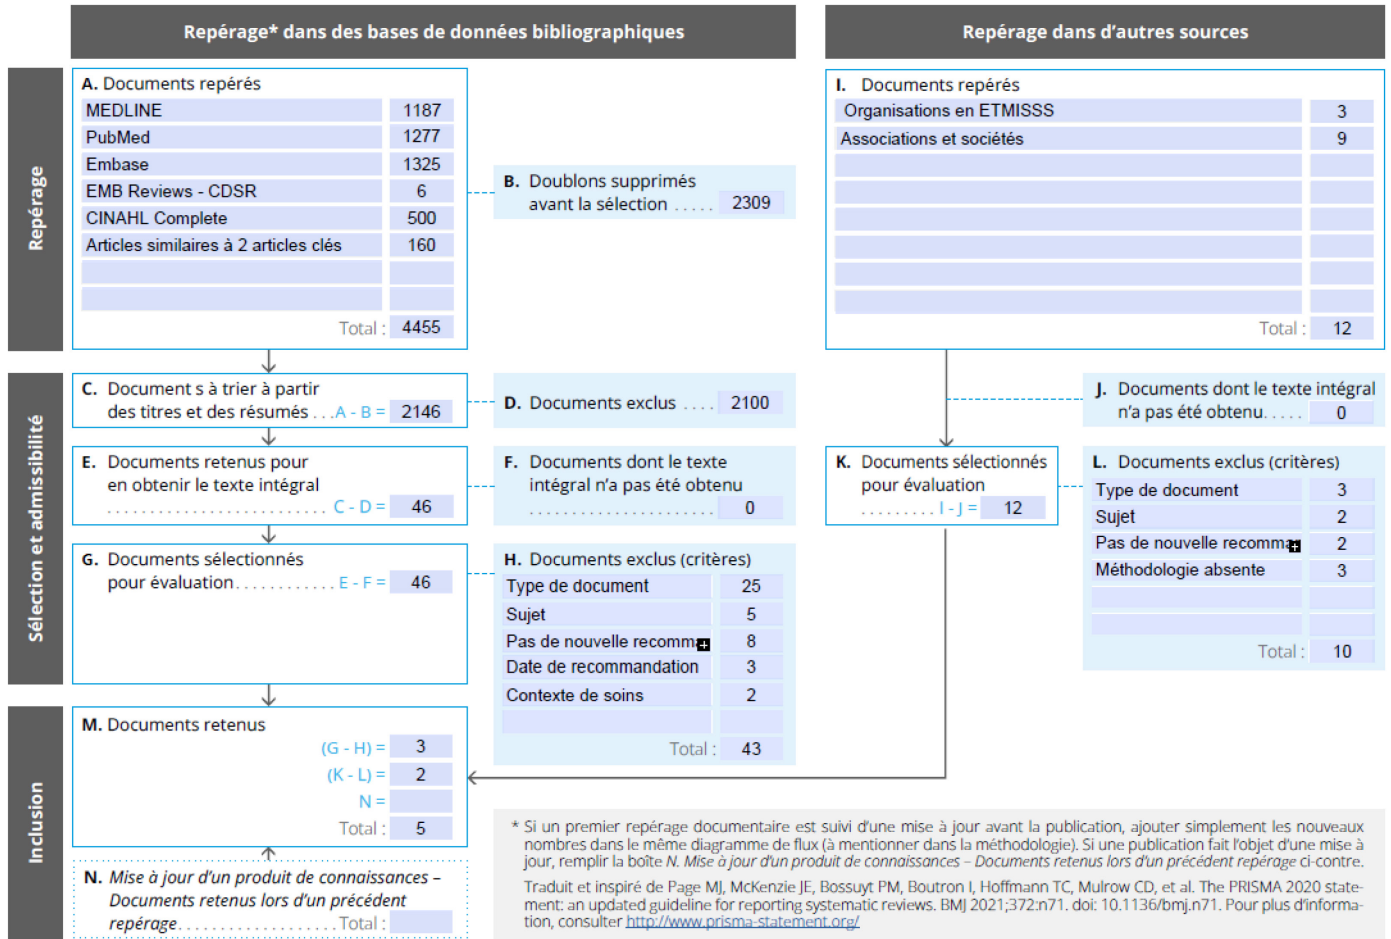 Repérage* dans des bases de données bibliographiques
Repérage dans d'autres sources
Repérage
A. Documents repérés
MEDLINE 1187
PubMed 1277
Embase 1325
EMB Reviews - CDSR 6
CINAHL Complete 500
Articles similaires à 2 articles clés 160
Total : 4455
B. Doublons supprimés
avant la sélection ..... 2309
I. Documents repérés
Organisations en ETMISSS 3
Associations et sociétés 9
Total : 12
Sélection et admissibilité
C. Document s à trier à partir
des titres et des résumés ...A - B = 2146
D. Documents exclus .... 2100
J. Documents dont le texte intégral
n'a pas été obtenu..... 0
E. Documents retenus pour
en obtenir le texte intégral
.......................... C - D = 46
F. Documents dont le texte
intégral n'a pas été obtenu
...................... 0
K. Documents sélectionnés
pour évaluation
......... I - J = 12
L. Documents exclus (critères)
Type de document 3
Sujet 2
Pas de nouvelle recomma 2
Méthodologie absente 3
Total : 10
G. Documents sélectionnés
pour évaluation............ E - F = 46
H. Documents exclus (critères)
Type de document 25
Sujet 5
Pas de nouvelle recomma 8
Date de recommandation 3
Contexte de soins 2
Total : 43
Inclusion
M. Documents retenus
(G - H) = 3
(K - L) = 2
N =
Total : 5
N. Mise à jour d'un produit de connaissances –
Documents retenus lors d'un précédent
repérage................... Total :
* Si un premier repérage documentaire est suivi d'une mise à jour avant la publication, ajouter simplement les nouveaux
nombres dans le même diagramme de flux (à mentionner dans la méthodologie). Si une publication fait l'objet d'une mise à
jour, remplir la boîte N. Mise à jour d'un produit de connaissances – Documents retenus lors d'un précédent repérage ci-contre.
Traduit et inspiré de Page MJ, McKenzie JE, Bossuyt PM, Boutron I, Hoffmann TC, Mulrow CD, et al. The PRISMA 2020 state-
ment: an updated guideline for reporting systematic reviews. BMJ 2021;372:n71. doi: 10.1136/bmj.n71. Pour plus d'informa-
tion, consulter http://www.prisma-statement.org/